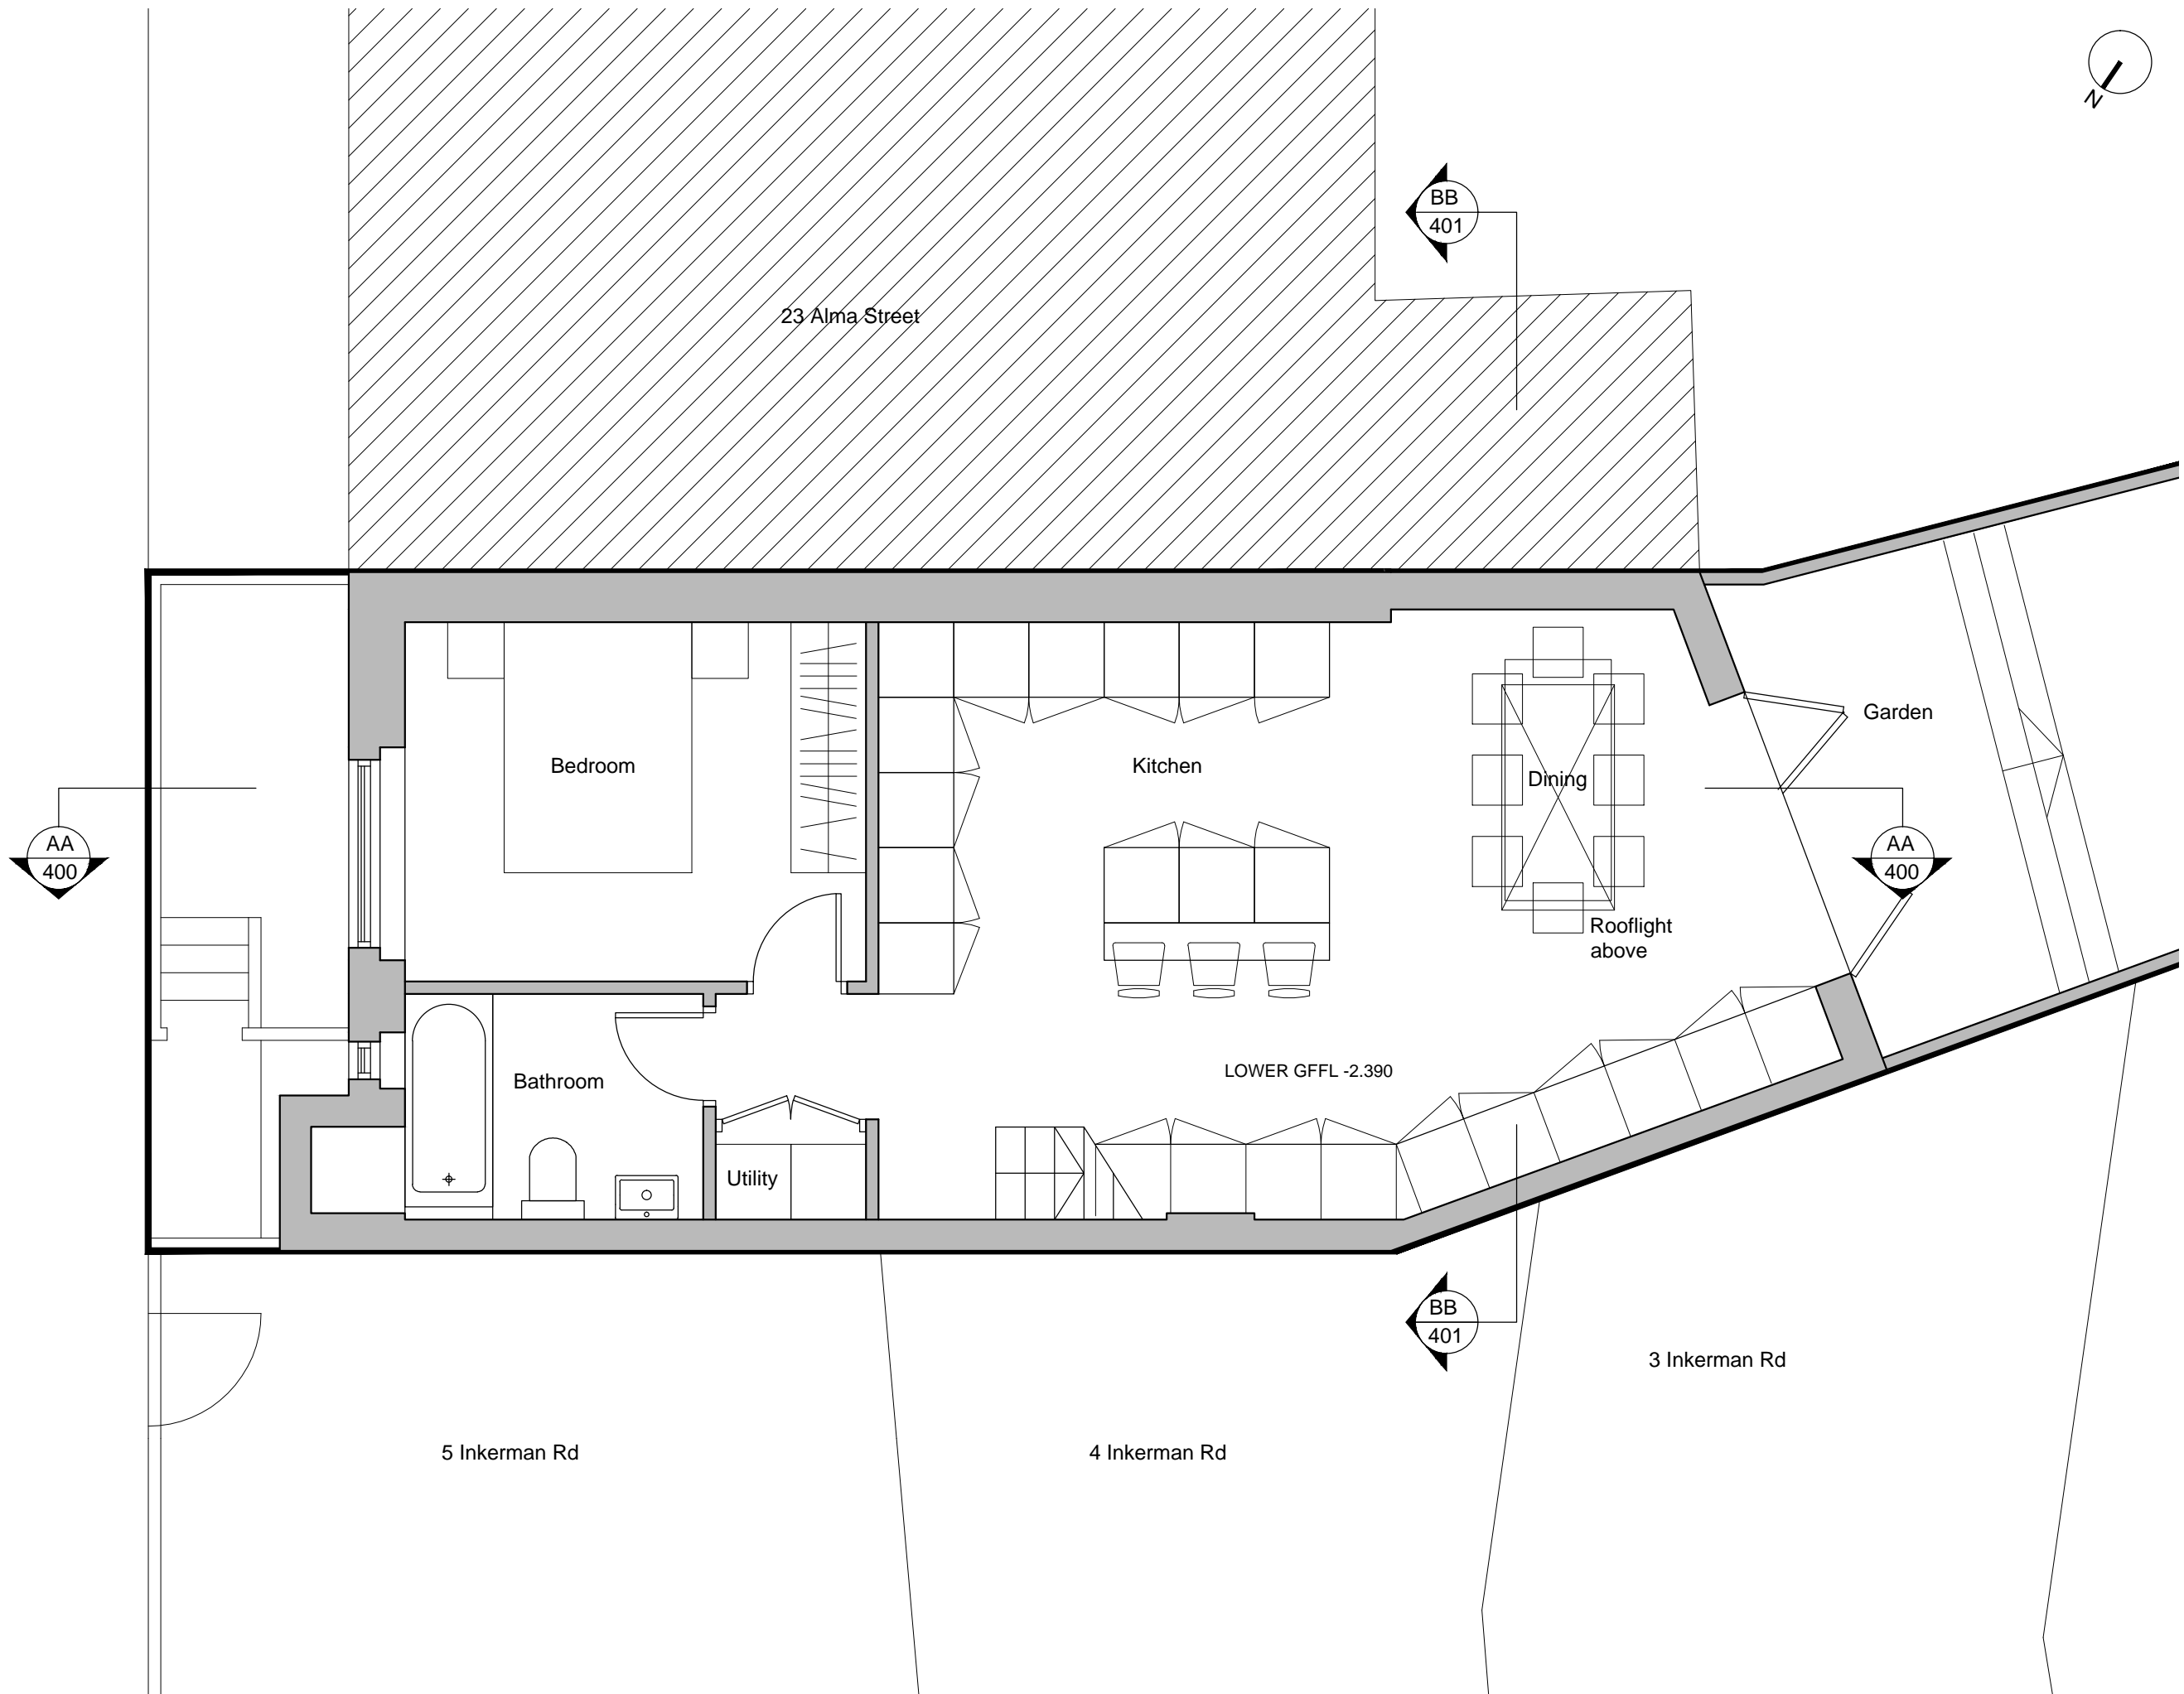 N
BB
401
23 Alma Street
Garden
Bedroom
Kitchen
Dining
AA
400
AA
400
Rooflight
above
LOWER GFFL -2.390
Bathroom
Utility
BB
401
3 Inkerman Rd
5 Inkerman Rd
4 Inkerman Rd